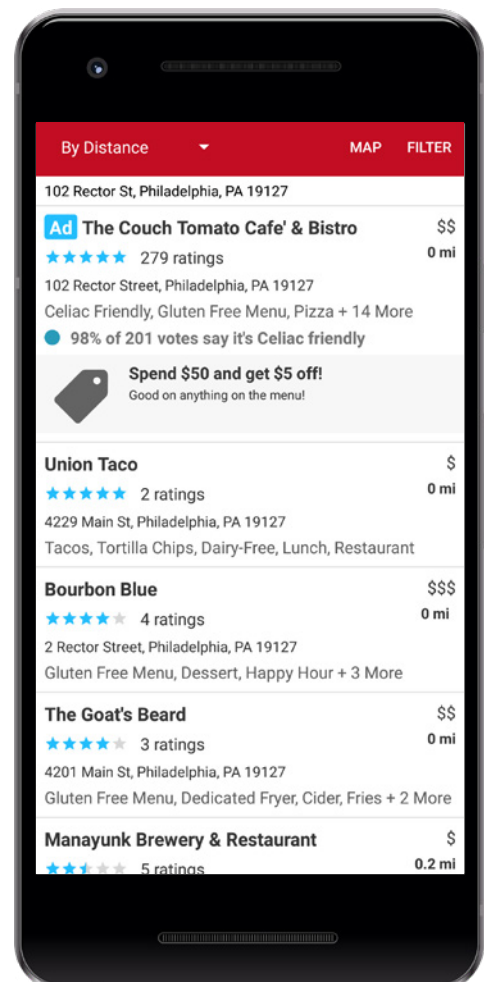 By Distance MAP FILTER
102 Rector St, Philadelphia, PA 19127
Ad The Couch Tomato Cafe' & Bistro $$
279 ratings 0 mi
102 Rector Street, Philadelphia, PA 19127
Celiac Friendly, Gluten Free Menu, Pizza + 14 More
98% of 201 votes say it's Celiac friendly
Spend $50 and get $5 off!
Good on anything on the menu!
Union Taco $
2 ratings 0 mi
4229 Main St, Philadelphia, PA 19127
Tacos, Tortilla Chips, Dairy-Free, Lunch, Restaurant
Bourbon Blue $$$
4 ratings 0 mi
2 Rector Street, Philadelphia, PA 19127
Gluten Free Menu, Dessert, Happy Hour + 3 More
The Goat's Beard $$
3 ratings 0 mi
4201 Main St, Philadelphia, PA 19127
Gluten Free Menu, Dedicated Fryer, Cider, Fries + 2 More
Manayunk Brewery & Restaurant $
5 ratings 0.2 mi